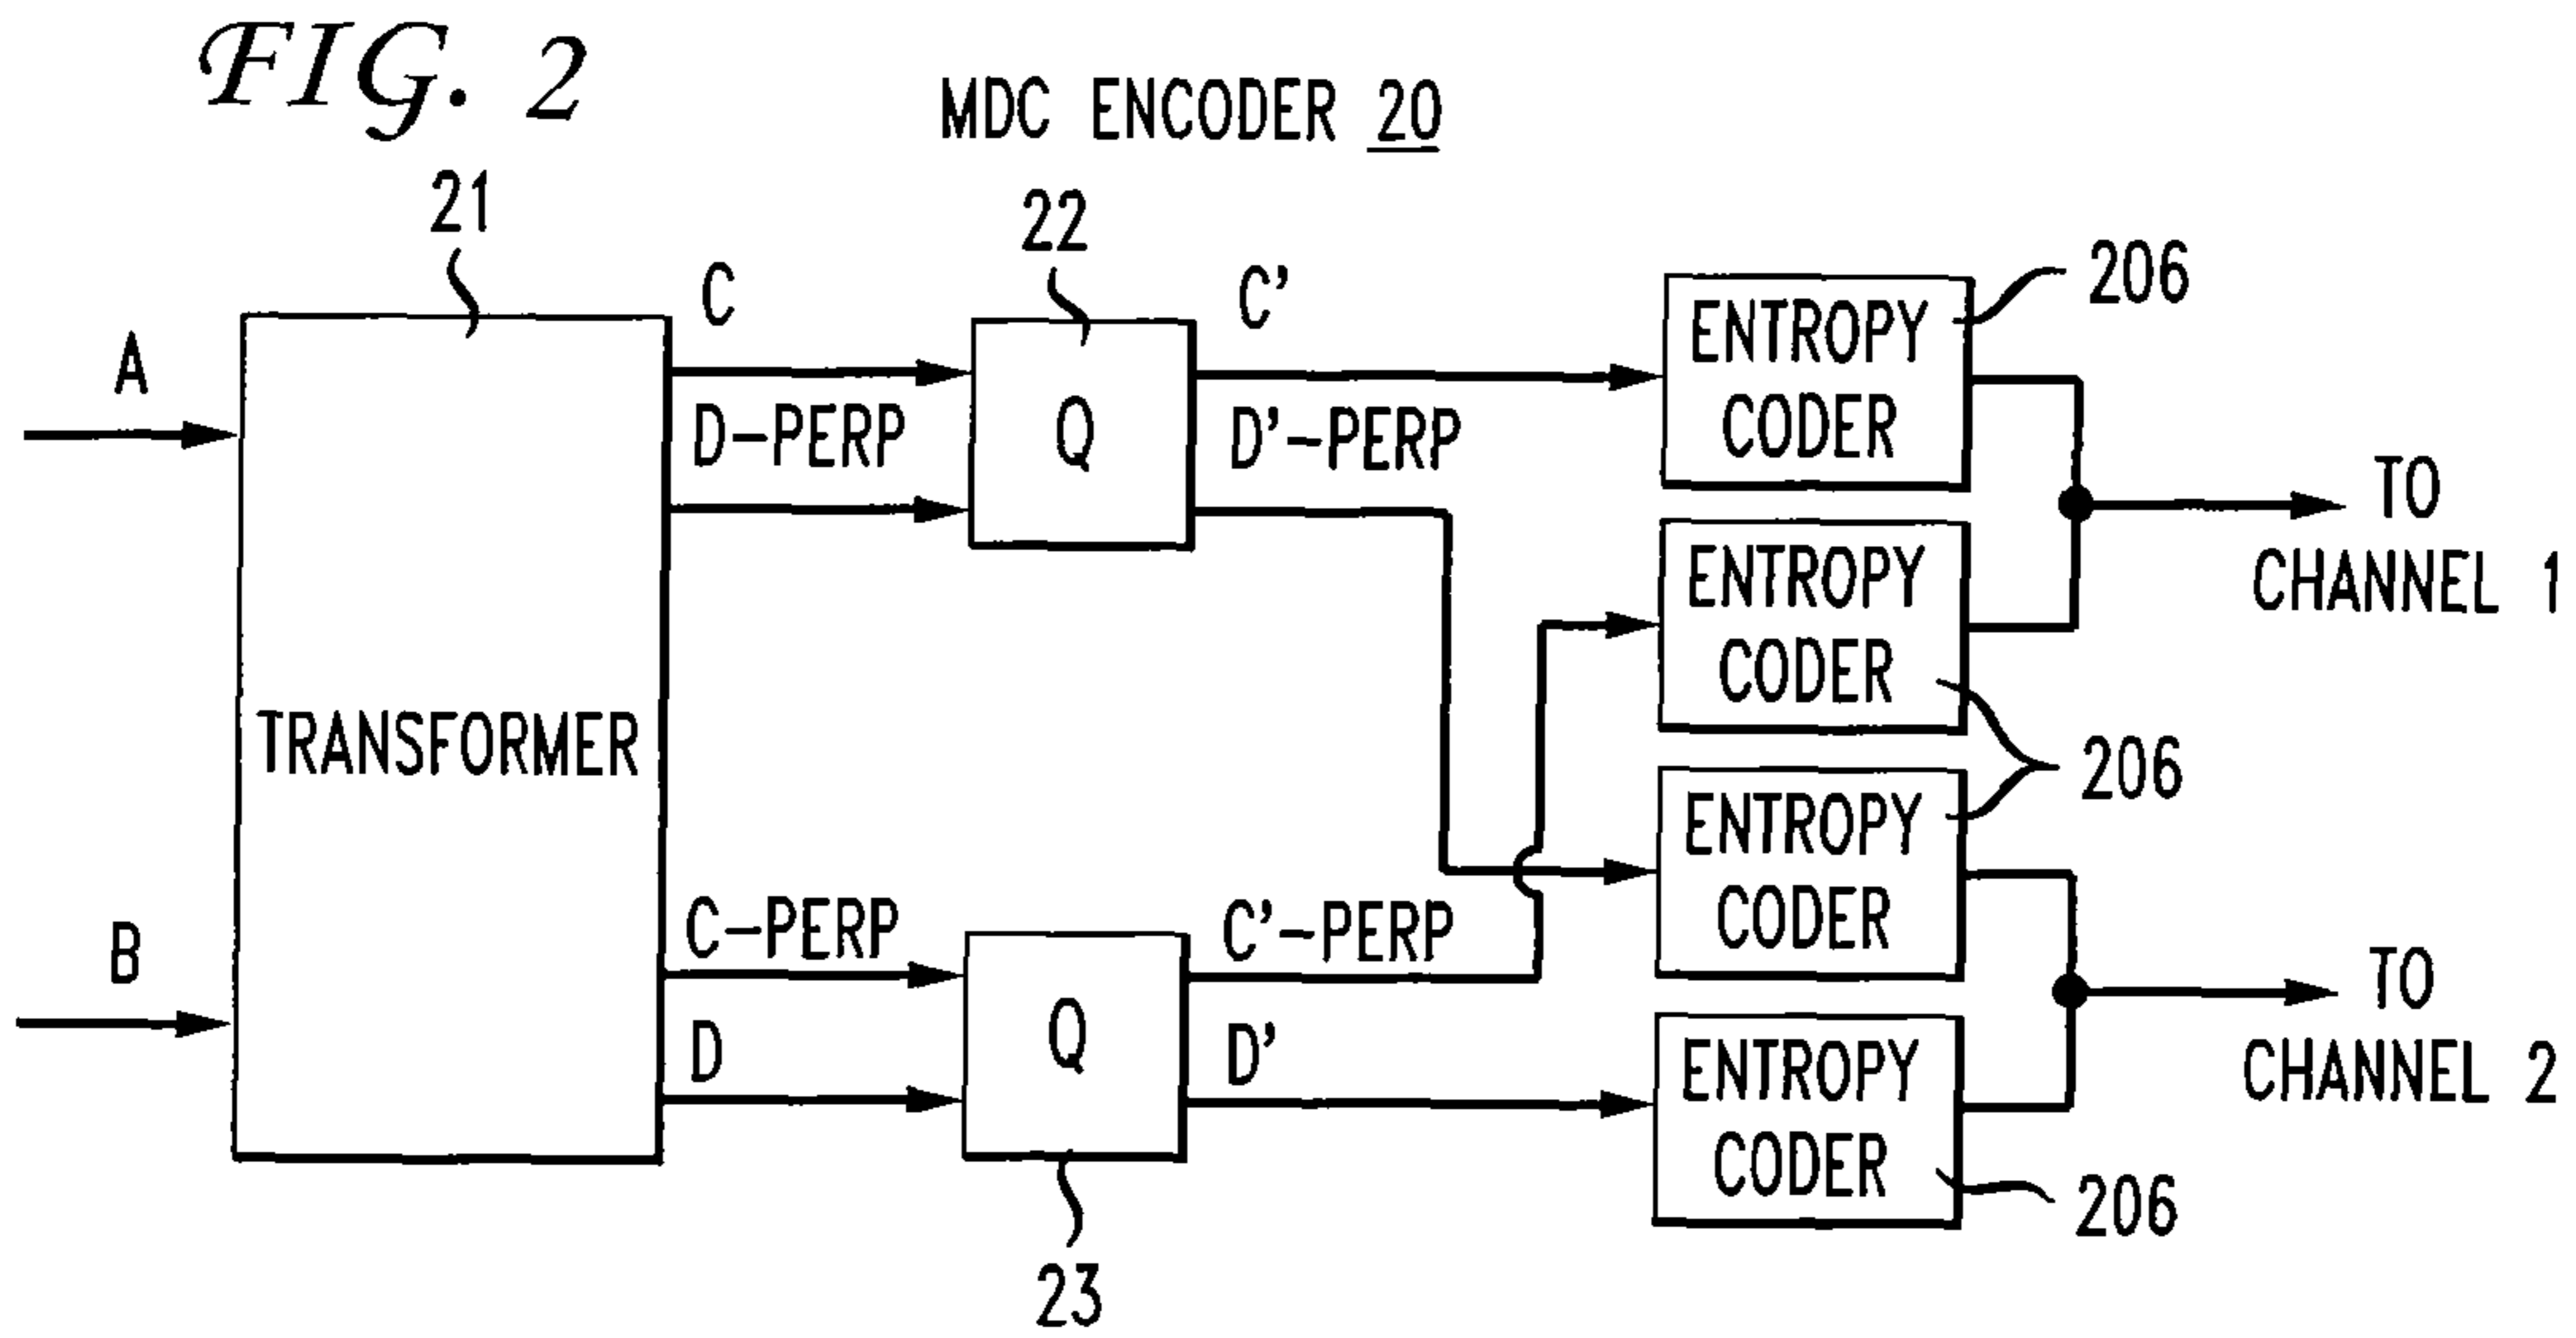 FIG. 2
MDC ENCODER 20
21
22
206
A
C
C'
ENTROPY
CODER
D-PERP
Q
D'-PERP
TO
CHANNEL 1
ENTROPY
CODER
TRANSFORMER
206
ENTROPY
CODER
B
C-PERP
C'-PERP
Q
TO
CHANNEL 2
D
D'
ENTROPY
CODER
206
23